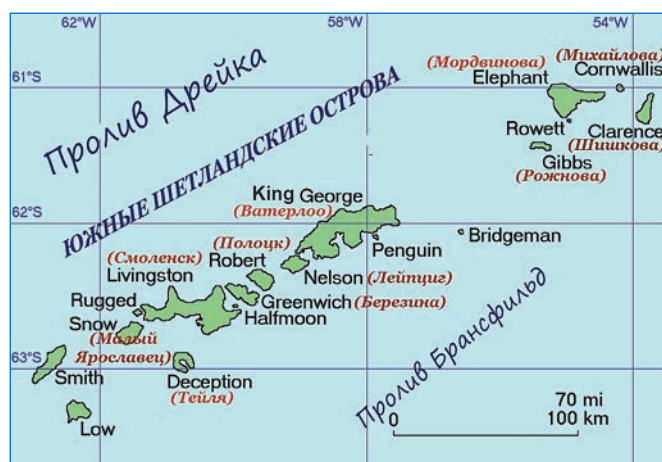 62°W
58°W
54°W
61°S
62°S
63°S
Пролив Дрейка
ЮЖНЫЕ ШЕТЛАНДСКИЕ ОСТРОВА
(Мордвинова)
Elephant
(Михайлова)
Cornwallis
Rowett
Clarence
(Шишкова)
Gibbs
(Рожнова)
King George
(Ватерлоо)
Penguin
Bridgeman
(Смоленск)
Livingston
(Полоцк)
Robert
Nelson (Лейпциг)
Greenwich (Березина)
Halfmoon
Rugged
Snow
(Малый
Ярославец)
Smith
Deception
(Тейля)
Low
Пролив Брансфильд
70 mi
0 100 km